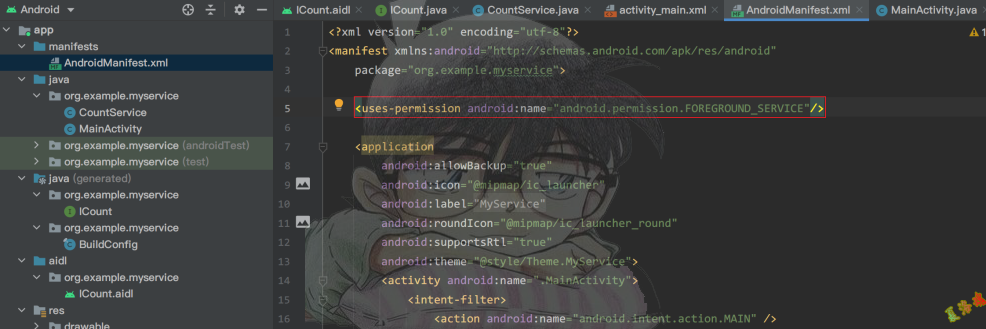 Android
ICount.aidl
ICount.java
CountService.java
activity_main.xml
AndroidManifest.xml
MainActivity.java
app
manifests
AndroidManifest.xml
java
org.example.myservice
CountService
MainActivity
org.example.myservice (androidTest)
org.example.myservice (test)
java (generated)
org.example.myservice
ICount
org.example.myservice
BuildConfig
aidl
org.example.myservice
ICount.aidl
res
drawable
1 <?xml version="1.0" encoding="utf-8"?>
2 <manifest xmlns:android="http://schemas.android.com/apk/res/android"
3 package="org.example.myservice">
4
5 <uses-permission android:name="android.permission.FOREGROUND_SERVICE"/>
6
7 <application
8 android:allowBackup="true"
9 android:icon="@mipmap/ic_launcher"
10 android:label="MyService"
11 android:roundIcon="@mipmap/ic_launcher_round"
12 android:supportsRtl="true"
13 android:theme="@style/Theme.MyService">
14 <activity android:name=".MainActivity">
15 <intent-filter>
16 <action android:name="android.intent.action.MAIN" />
1